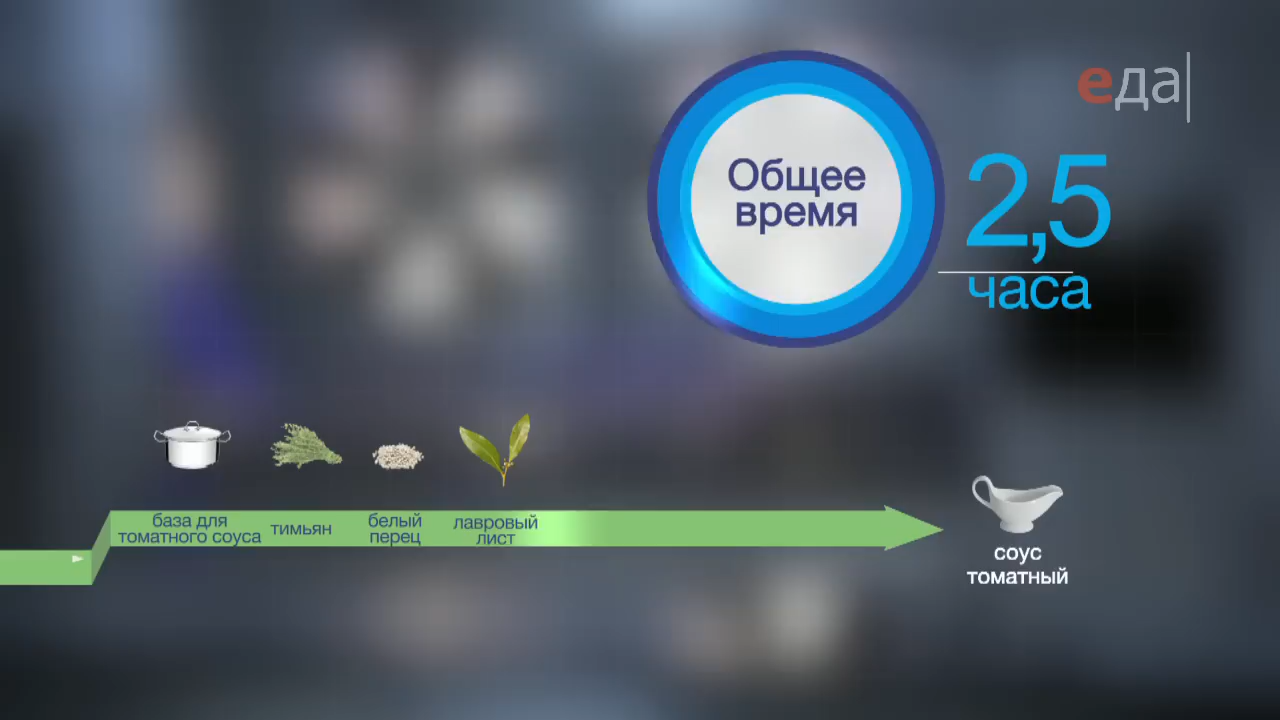 еда
Общее
время
2,5
часа
база для
томатного соуса
тимьян
белый
перец
лавровый
лист
соус
томатный